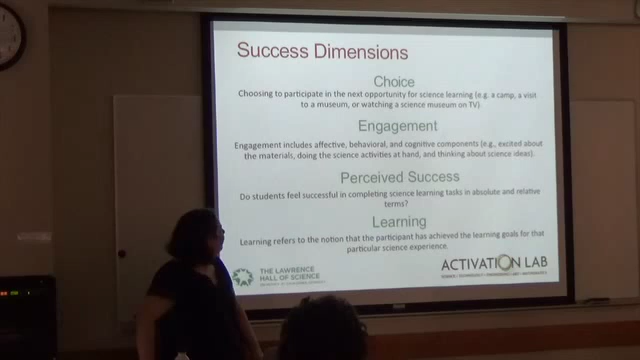 Success Dimensions
Choice
Choosing to participate in the next opportunity for science learning (e.g. a camp, a visit
to a museum, or watching a science museum on TV).
Engagement
Engagement includes affective, behavioral, and cognitive components (e.g., excited about
the materials, doing the science activities at hand, and thinking about science ideas).
Perceived Success
Do students feel successful in completing science learning tasks in absolute and relative
terms?
Learning
Learning refers to the notion that the participant has achieved the learning goals for that
particular science experience.
THE LAWRENCE
HALL OF SCIENCE
ACTIVATION LAB